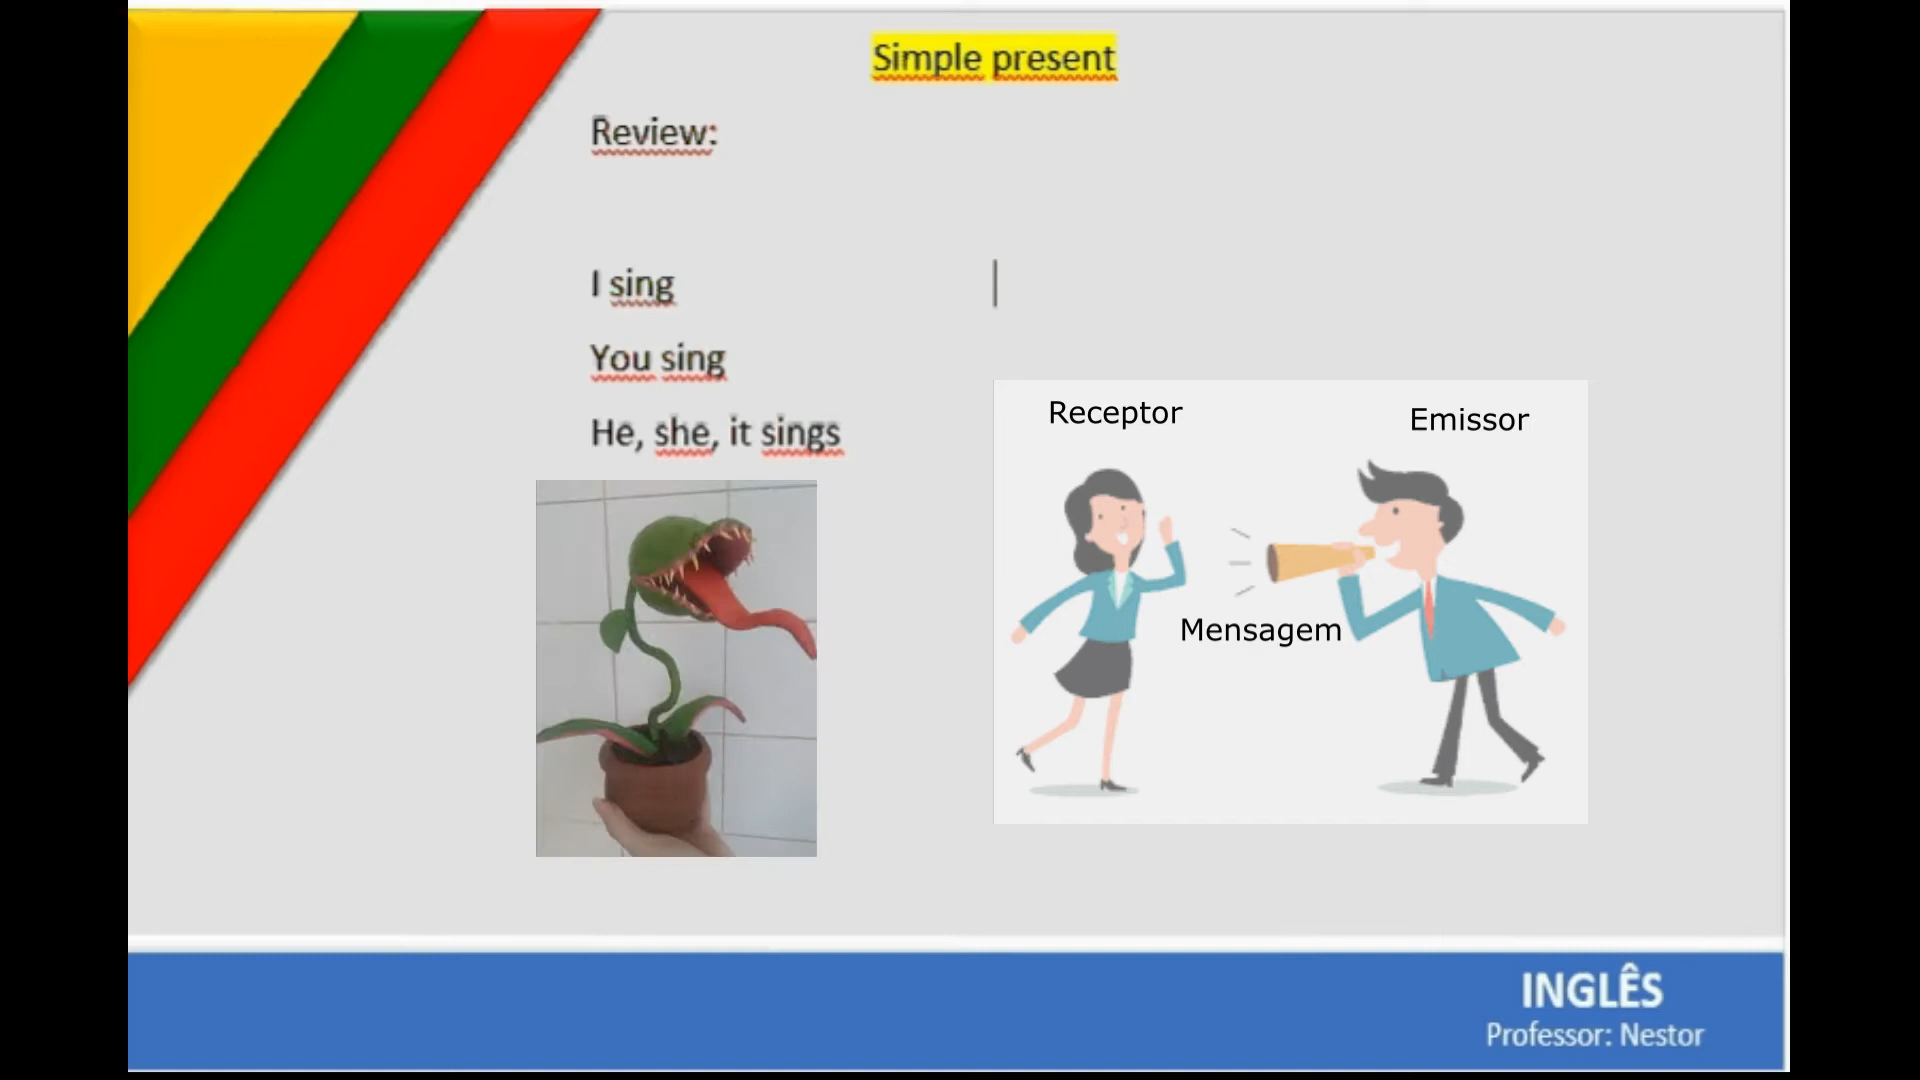 Simple present
Review:
I sing
You sing
He, she, it sings
Receptor
Emissor
Mensagem
INGLÊS
Professor: Nestor